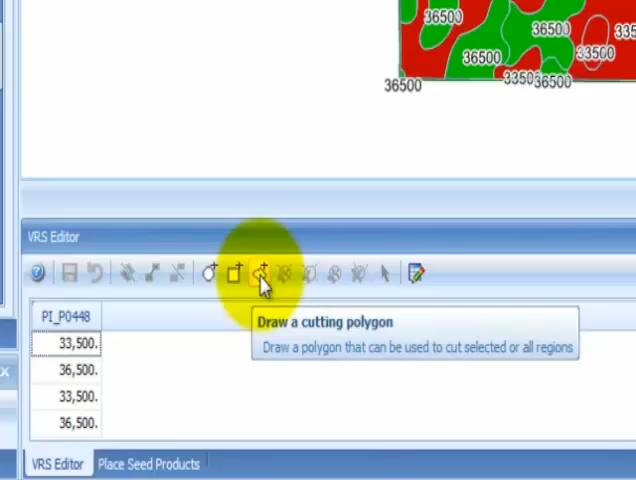 36500
36500
335
36500
33500
36500
33500
36500
VRS Editor
Draw a cutting polygon
Draw a polygon that can be used to cut selected or all regions
PI_P0448
33,500.
36,500.
33,500.
36,500.
VRS Editor
Place Seed Products